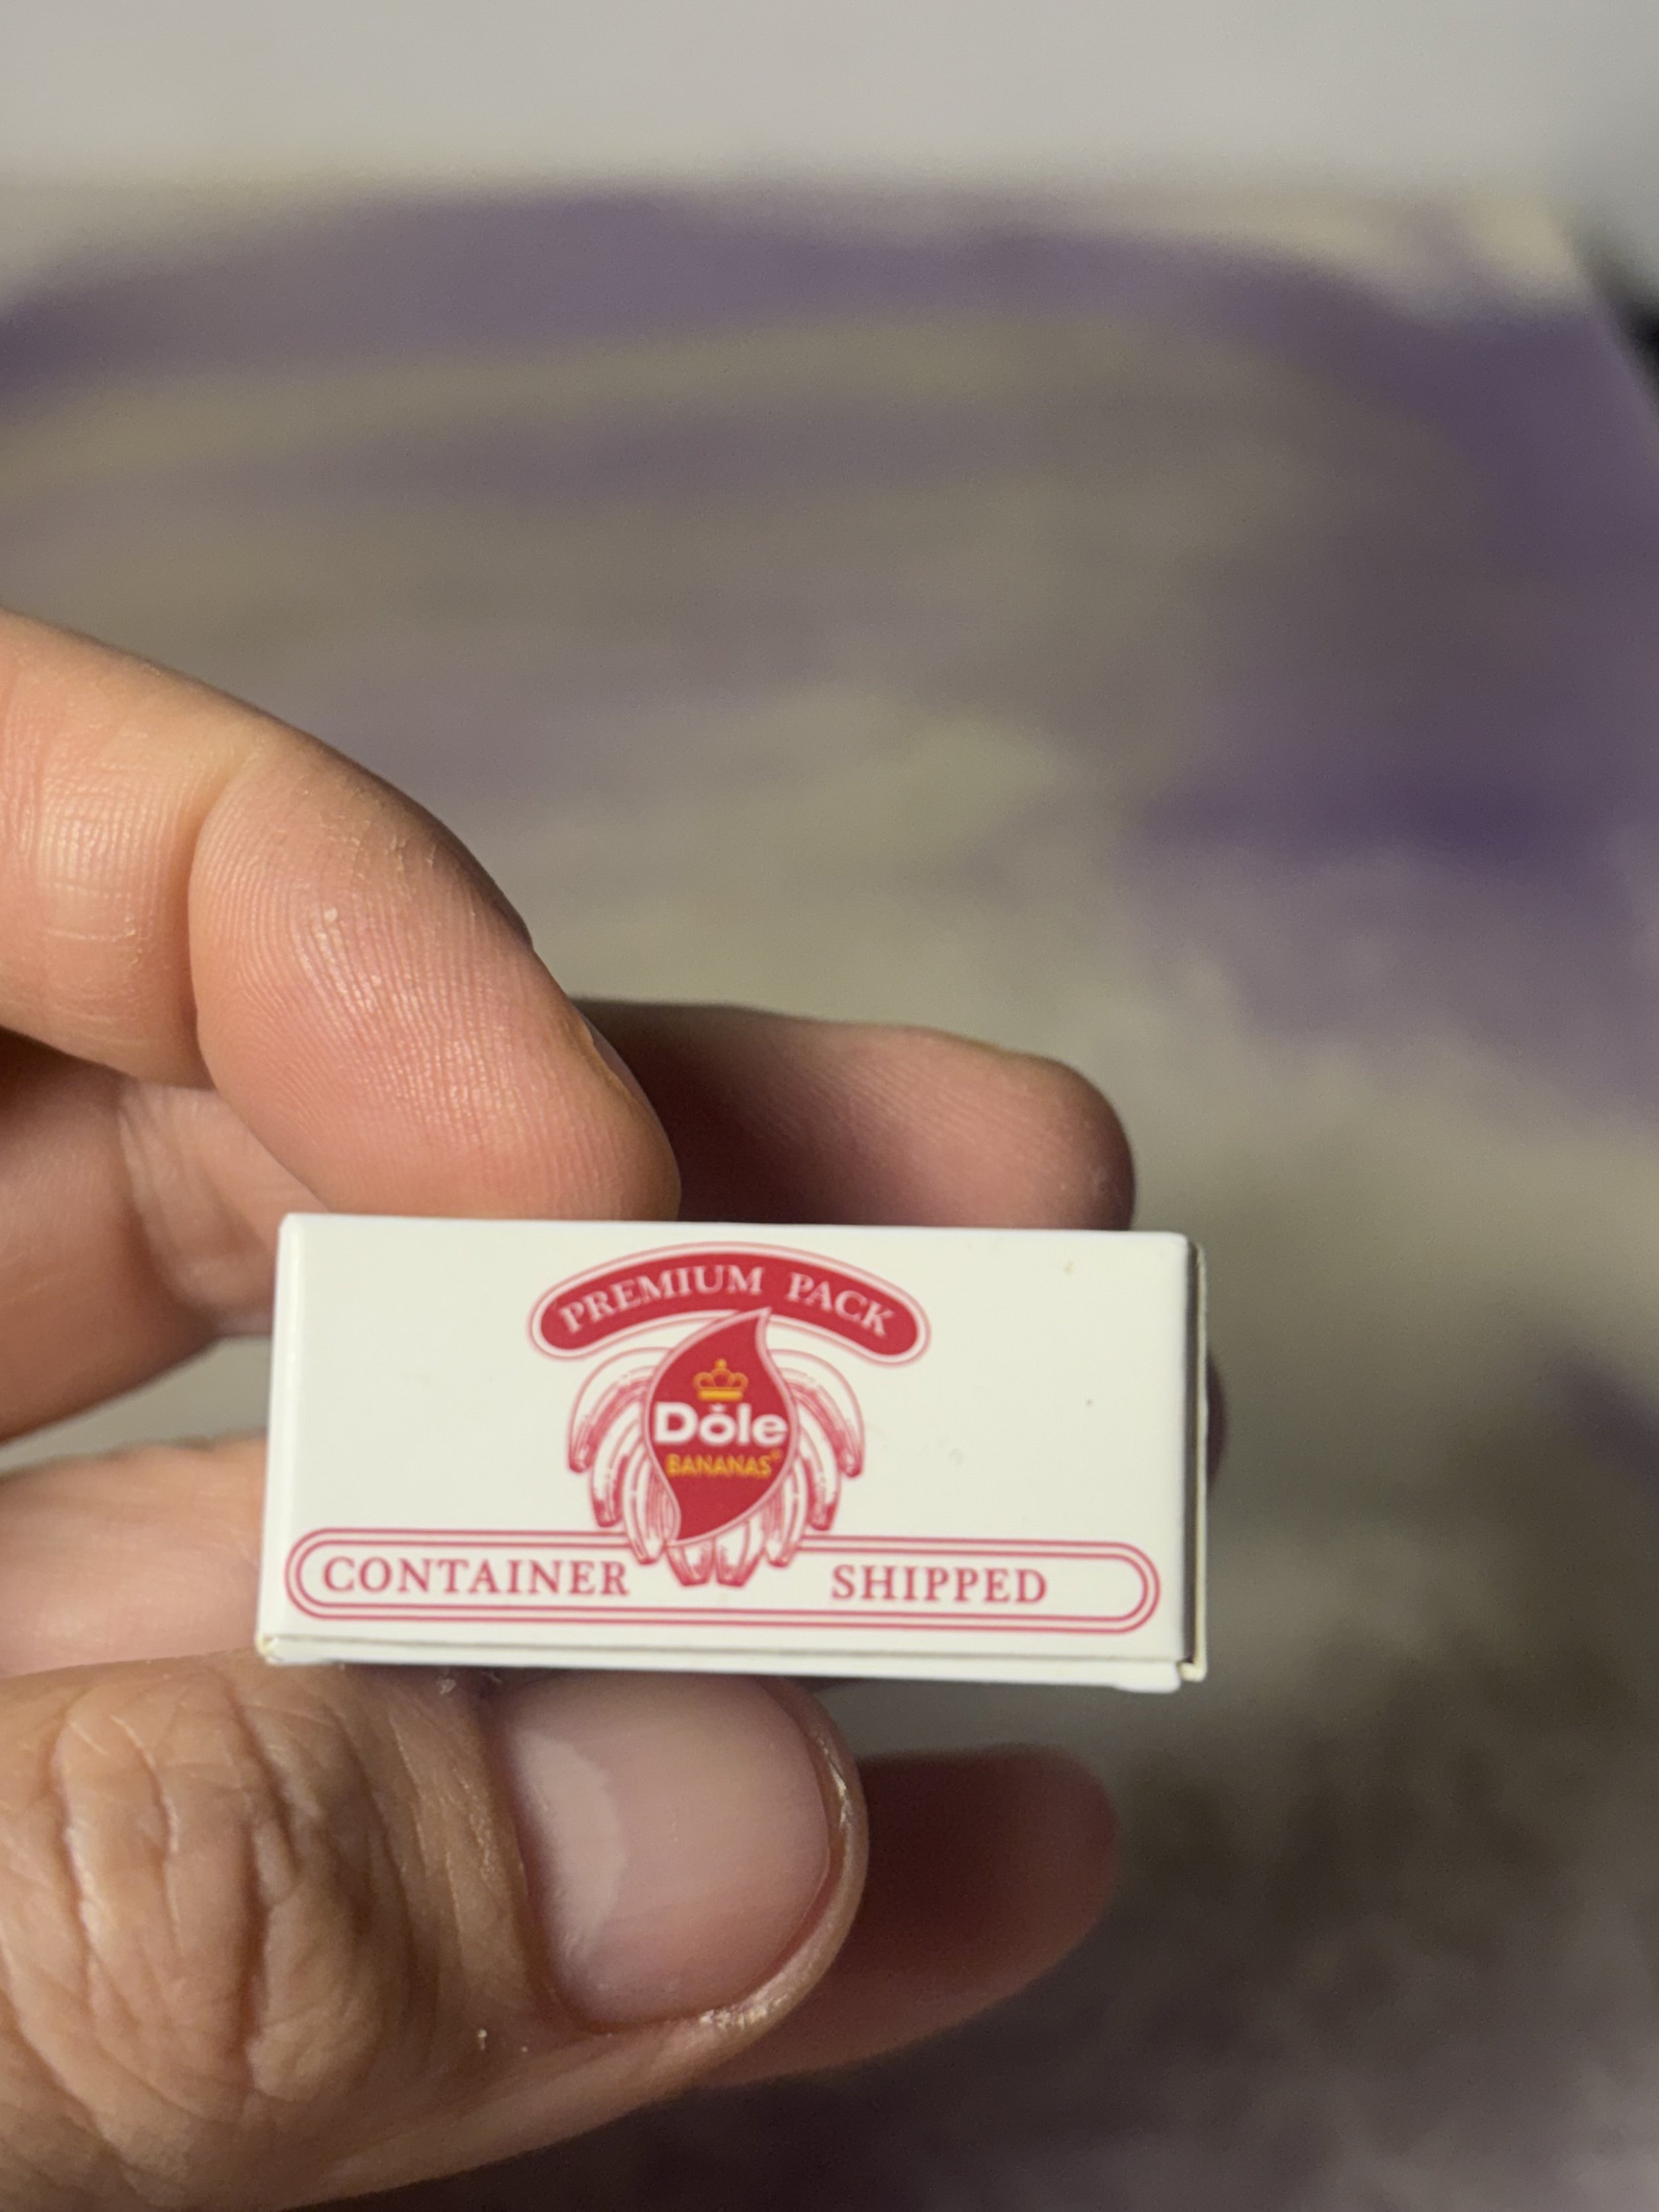 PREMIUM PACK
Dole
BANANAS®
CONTAINER SHIPPED